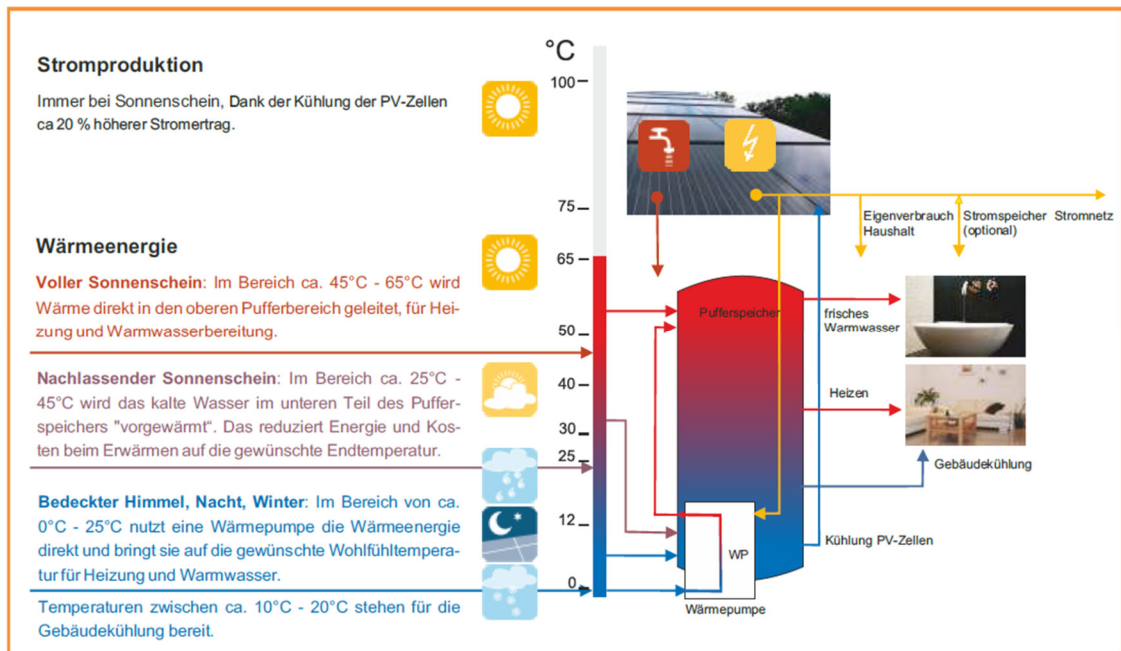 Stromproduktion
Immer bei Sonnenschein, Dank der Kühlung der PV-Zellen
ca 20 % höherer Stromertrag.
Wärmeenergie
Voller Sonnenschein: Im Bereich ca. 45°C - 65°C wird
Wärme direkt in den oberen Pufferbereich geleitet, für Hei-
zung und Warmwasserbereitung.
Nachlassender Sonnenschein: Im Bereich ca. 25°C -
45°C wird das kalte Wasser im unteren Teil des Puffer-
speichers "vorgewärmt“. Das reduziert Energie und Kos-
ten beim Erwärmen auf die gewünschte Endtemperatur.
Bedeckter Himmel, Nacht, Winter: Im Bereich von ca.
0°C - 25°C nutzt eine Wärmepumpe die Wärmeenergie
direkt und bringt sie auf die gewünschte Wohlfühltempera-
tur für Heizung und Warmwasser.
Temperaturen zwischen ca. 10°C - 20°C stehen für die
Gebäudekühlung bereit.
°C
100
75
65
50
40
30
25
12
0
Eigenverbrauch
Haushalt
Stromspeicher
(optional)
Stromnetz
Pufferspeicher
frisches
Warmwasser
Heizen
Gebäudekühlung
Kühlung PV-Zellen
WP
Wärmepumpe